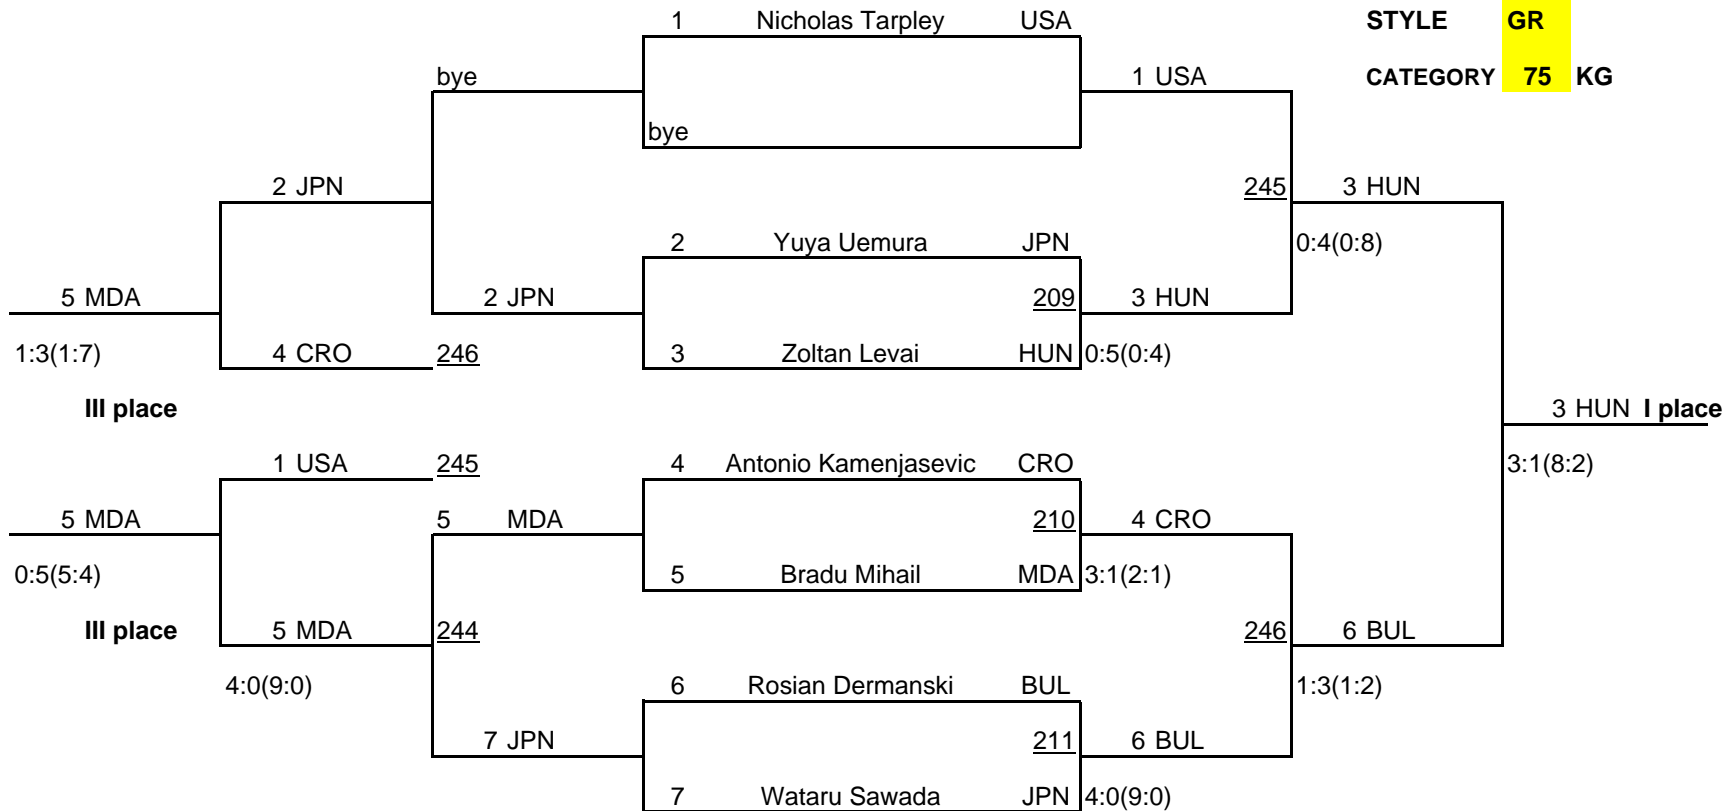 1 Nicholas Tarpley USA STYLE GR
bye 1 USA CATEGORY 75 KG
bye
2 JPN 245 3 HUN
2 Yuya Uemura JPN 0:4(0:8)
5 MDA 2 JPN 209 3 HUN
1:3(1:7) 4 CRO 246 3 Zoltan Levai HUN 0:5(0:4)
III place 3 HUN I place
1 USA 245 4 Antonio Kamenjasevic CRO 3:1(8:2)
5 MDA 5 MDA 210 4 CRO
0:5(5:4) 5 Bradu Mihail MDA 3:1(2:1)
III place 5 MDA 244 246 6 BUL
4:0(9:0) 6 Rosian Dermanski BUL 1:3(1:2)
7 JPN 211 6 BUL
7 Wataru Sawada JPN 4:0(9:0)